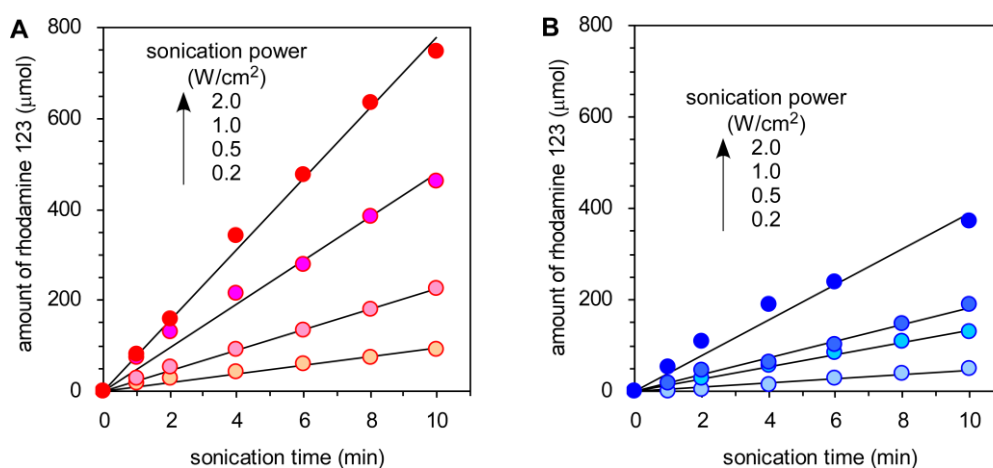 A
amount of rhodamine 123 (μmol)
800
600
400
200
0
sonication power
(W/cm²)
2.0
1.0
0.5
0.2
0 2 4 6 8 10
sonication time (min)
B
amount of rhodamine 123 (μmol)
800
600
400
200
0
sonication power
(W/cm²)
2.0
1.0
0.5
0.2
0 2 4 6 8 10
sonication time (min)